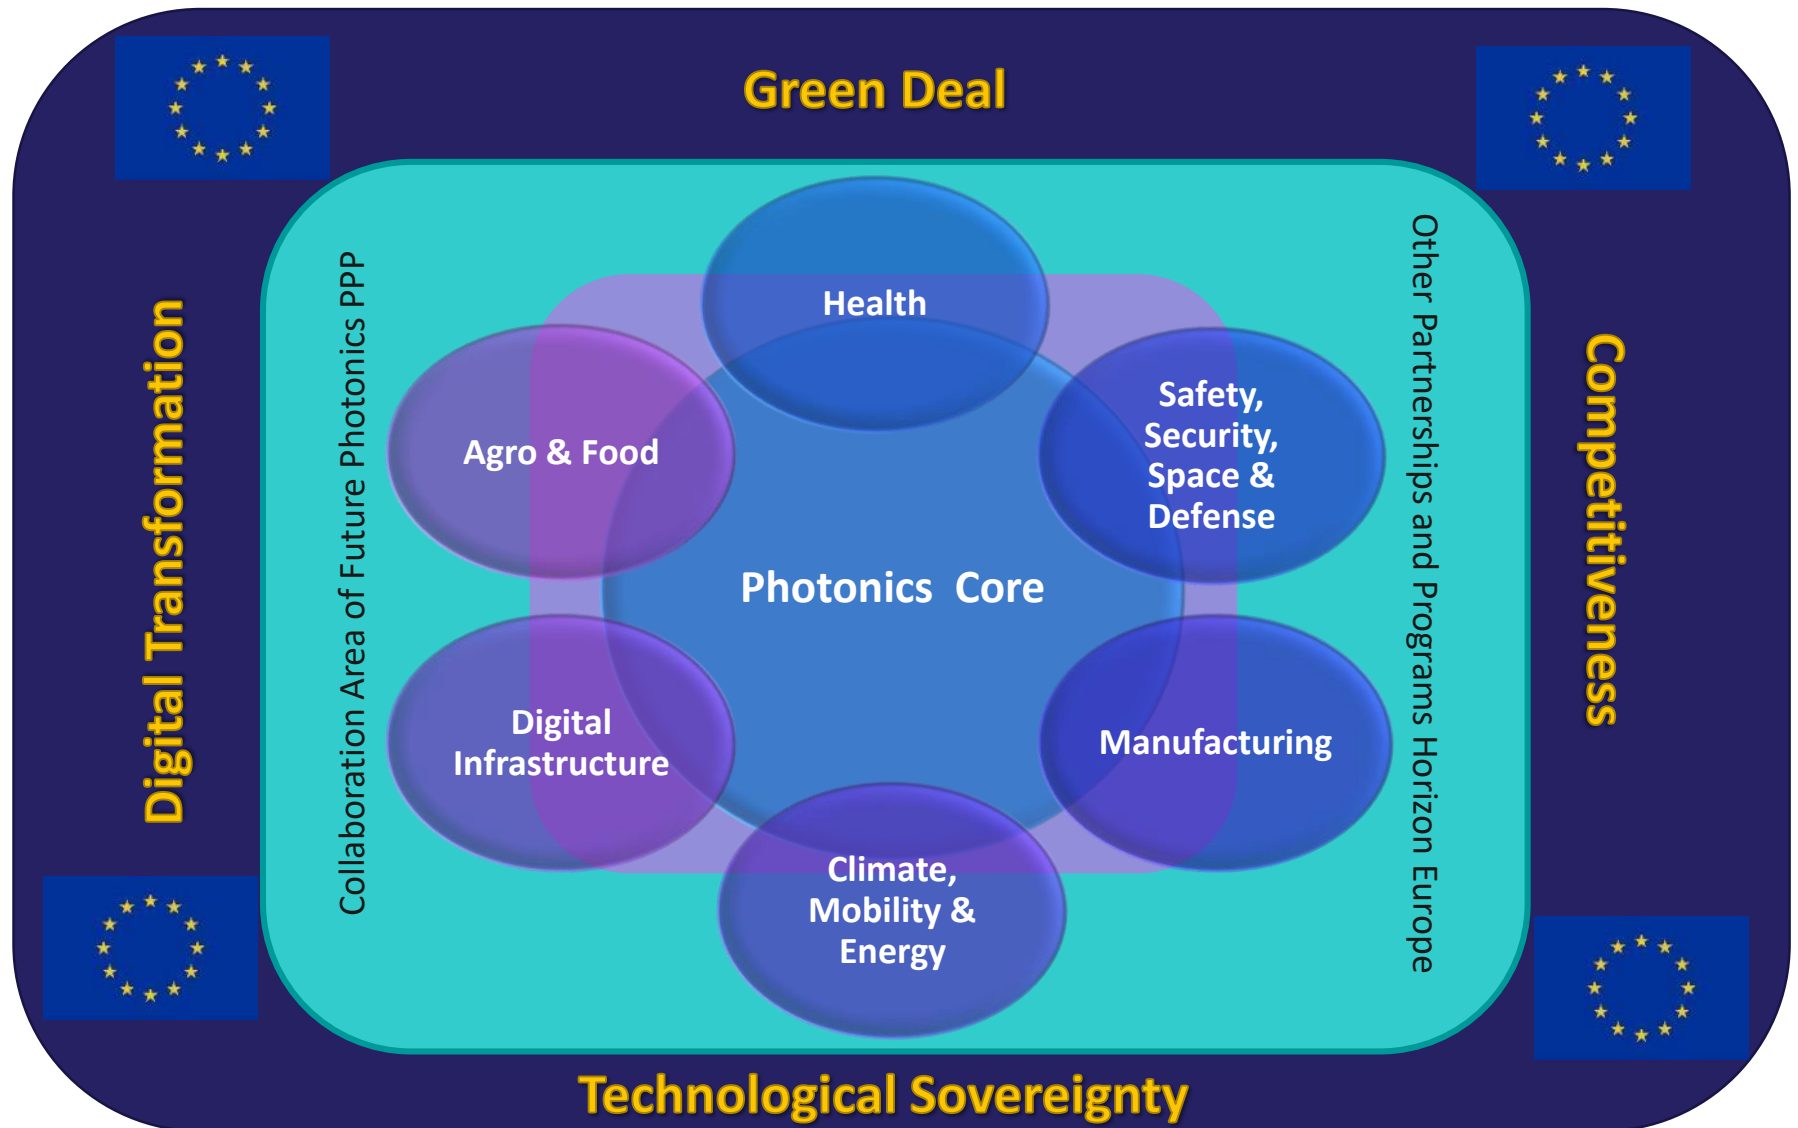 Green Deal
Digital Transformation
Collaboration Area of Future Photonics PPP
Health
Agro & Food
Safety,
Security,
Space &
Defense
Photonics Core
Digital
Infrastructure
Manufacturing
Climate,
Mobility &
Energy
Other Partnerships and Programs Horizon Europe
Competitiveness
Technological Sovereignty